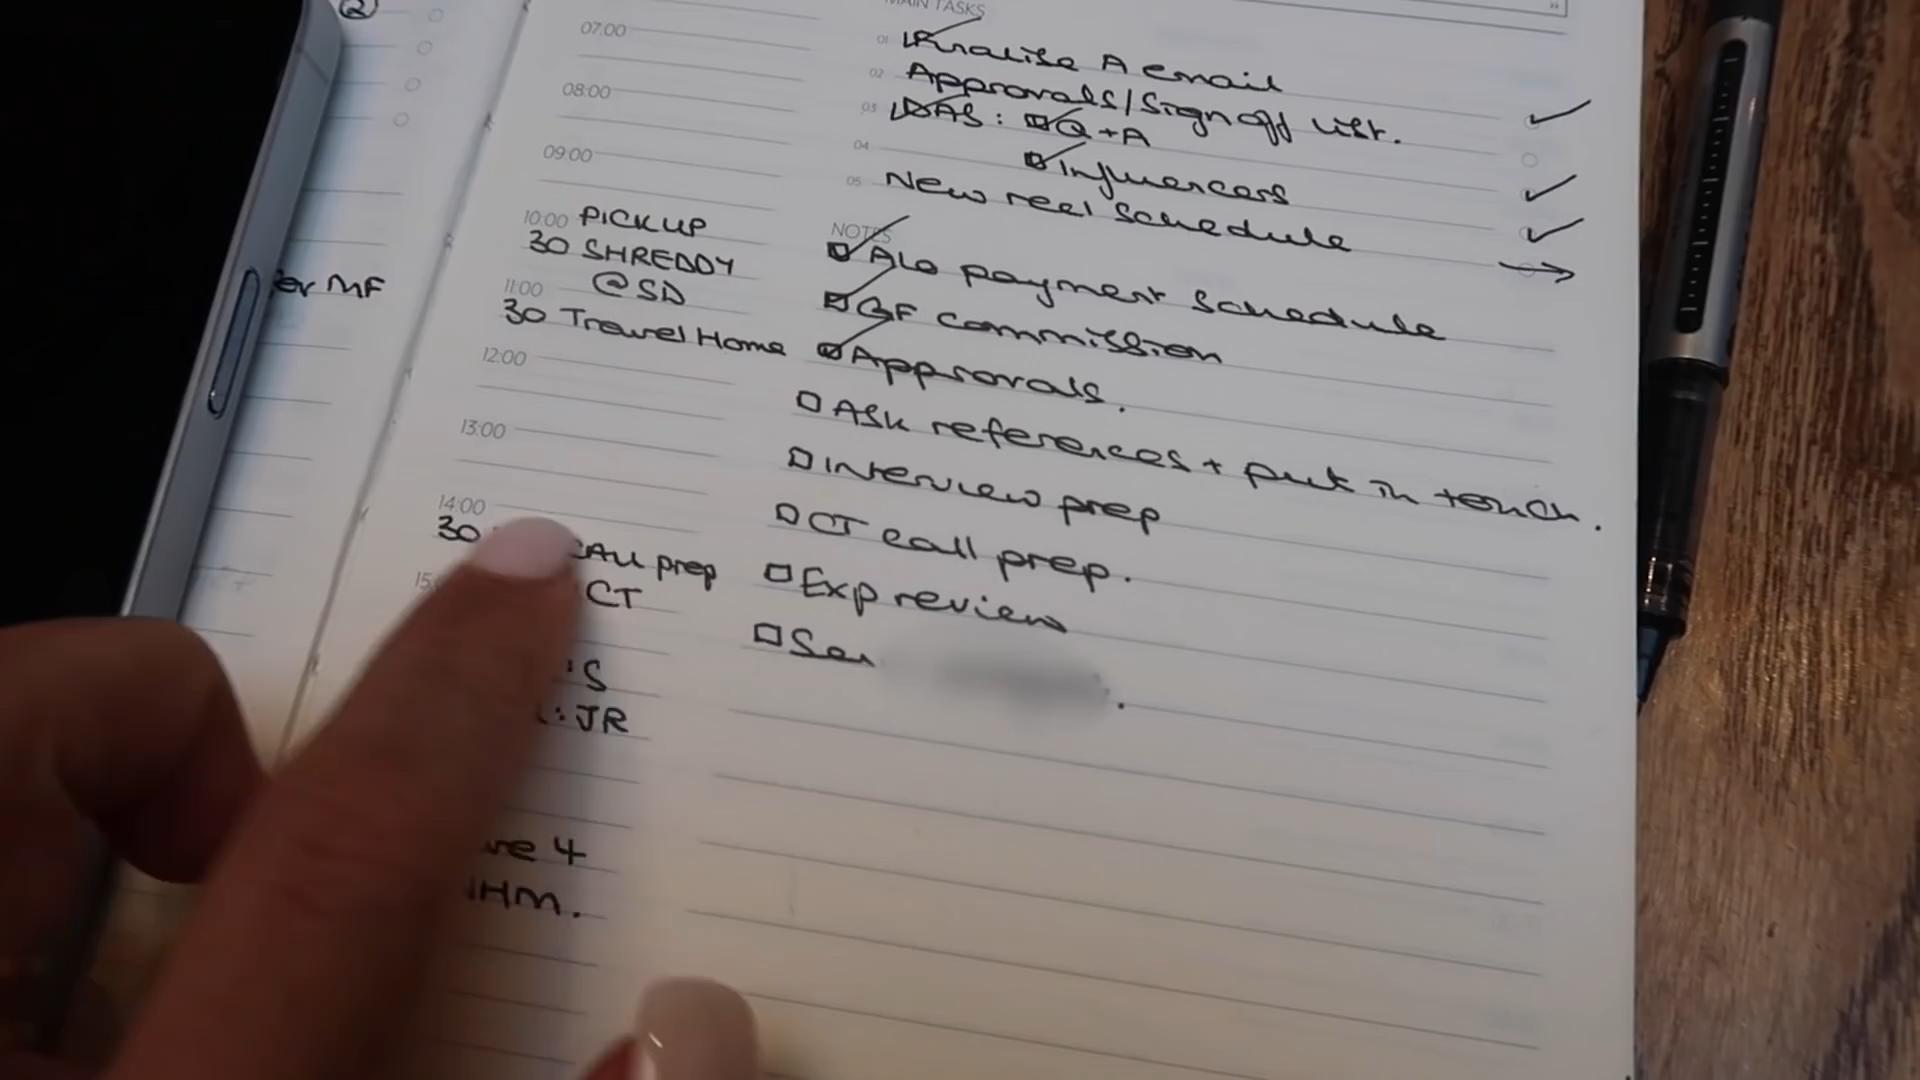 ②
er MF
07:00
08:00
09:00
10:00 PICKUP
30 SHREDDY
@SD
11:00
30 Travel Home
12:00
13:00
14:00
30 CALL prep
15:
CT
:S
: JR
4
MAIN TASKS
01 Finalise A email
02 Approvals/Sign off list.
03 DAS: Q+A
04 Influencers
05 New reel schedule
NOTES
Alo payment schedule
GF commission
Approvals.
Ask references + put in touch.
Interview prep
CT call prep.
Exp review